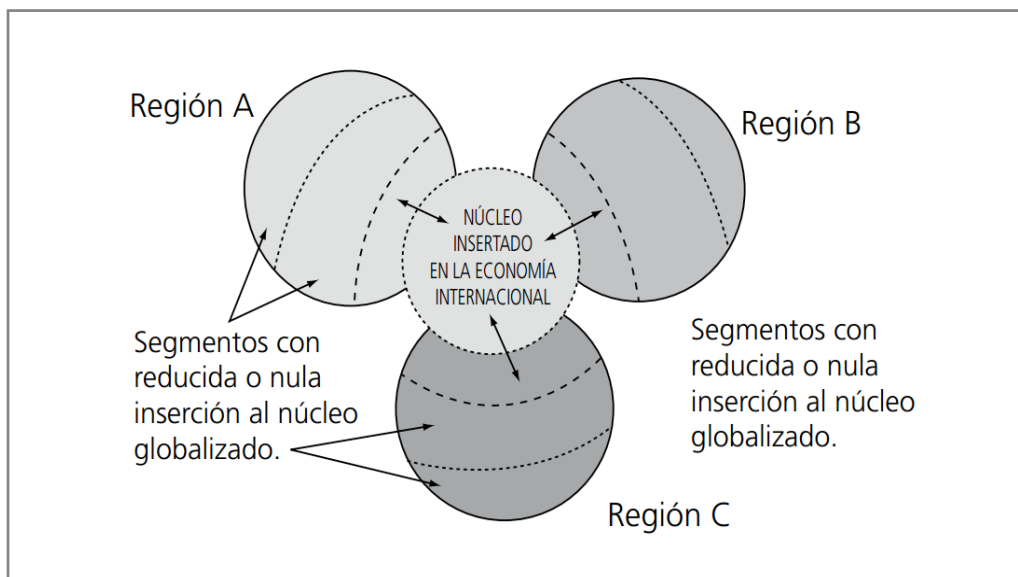 Región A
Región B
NÚCLEO
INSERTADO
EN LA ECONOMÍA
INTERNACIONAL
Segmentos con
reducida o nula
inserción al núcleo
globalizado.
Segmentos con
reducida o nula
inserción al núcleo
globalizado.
Región C